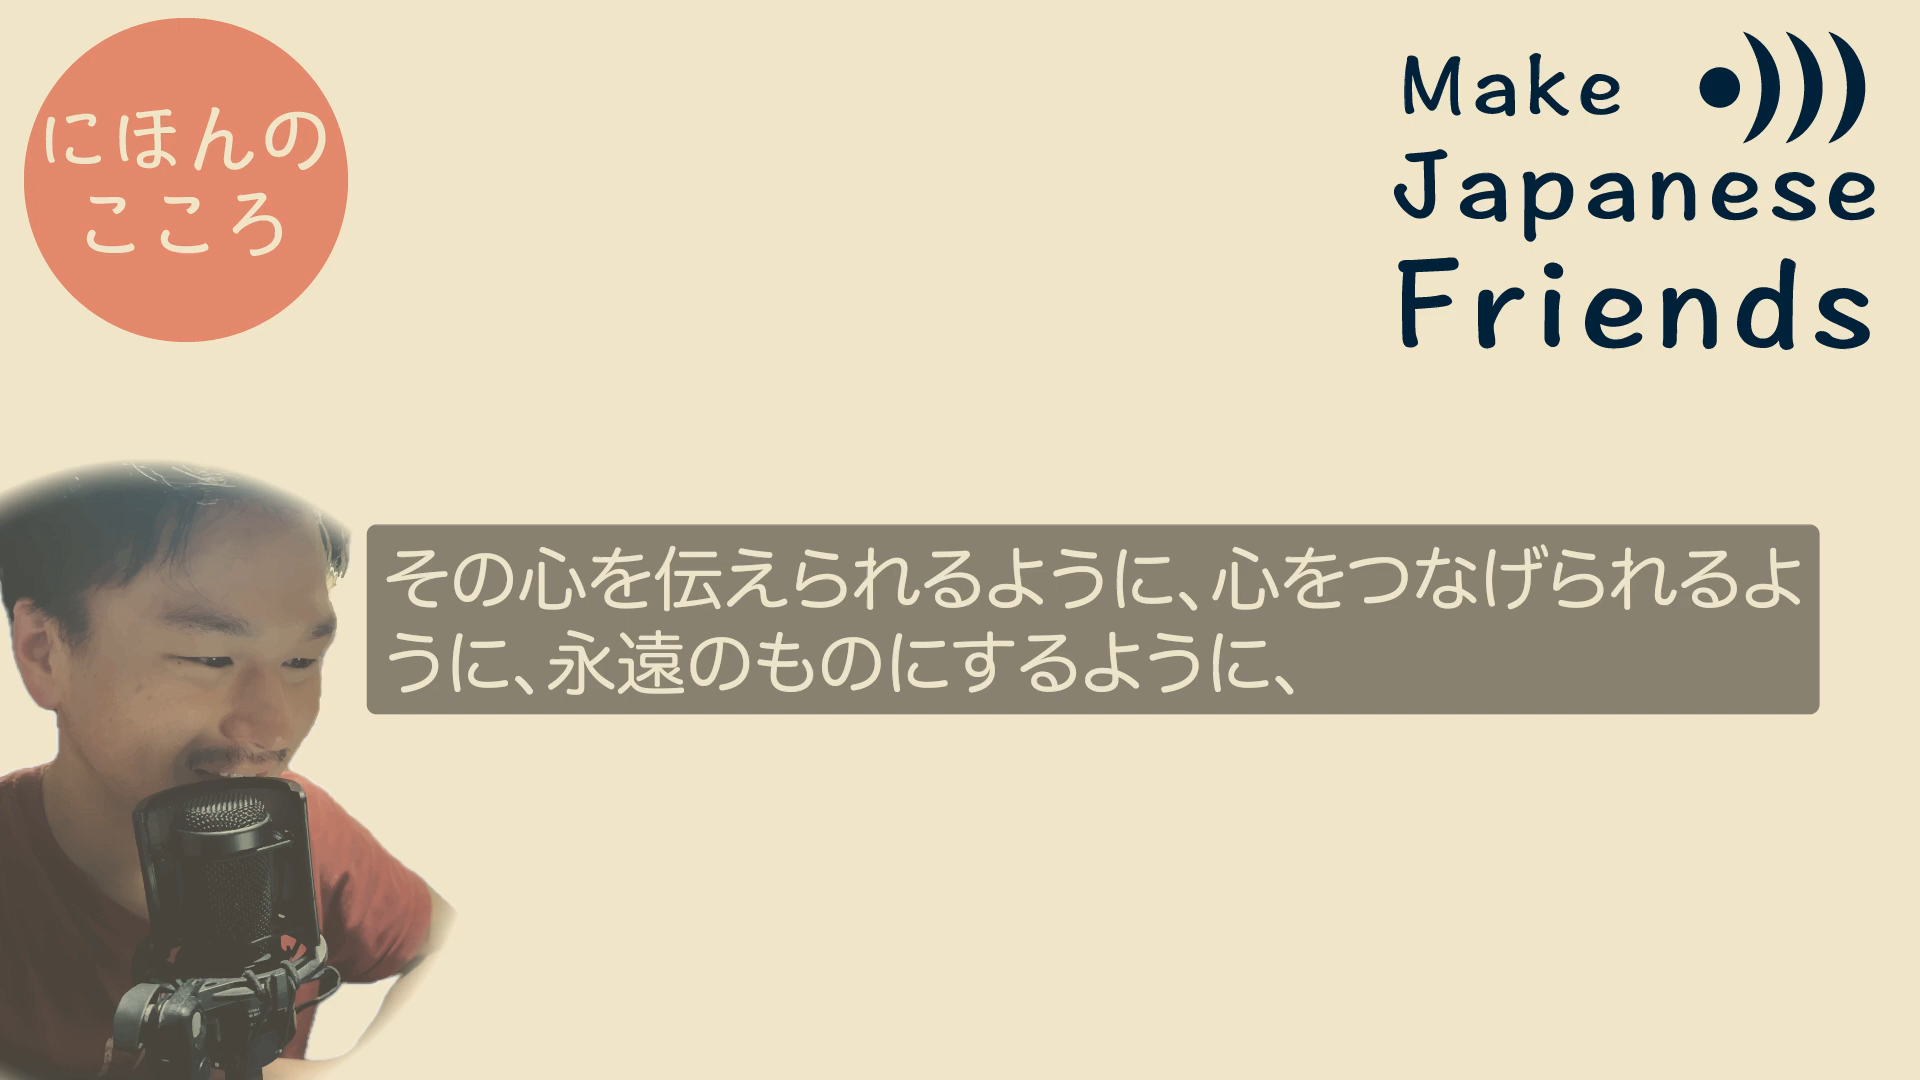 にほんの
こころ
Make
Japanese
Friends
その心を伝えられるように、心をつなげられるよ
うに、永遠のものにするように、